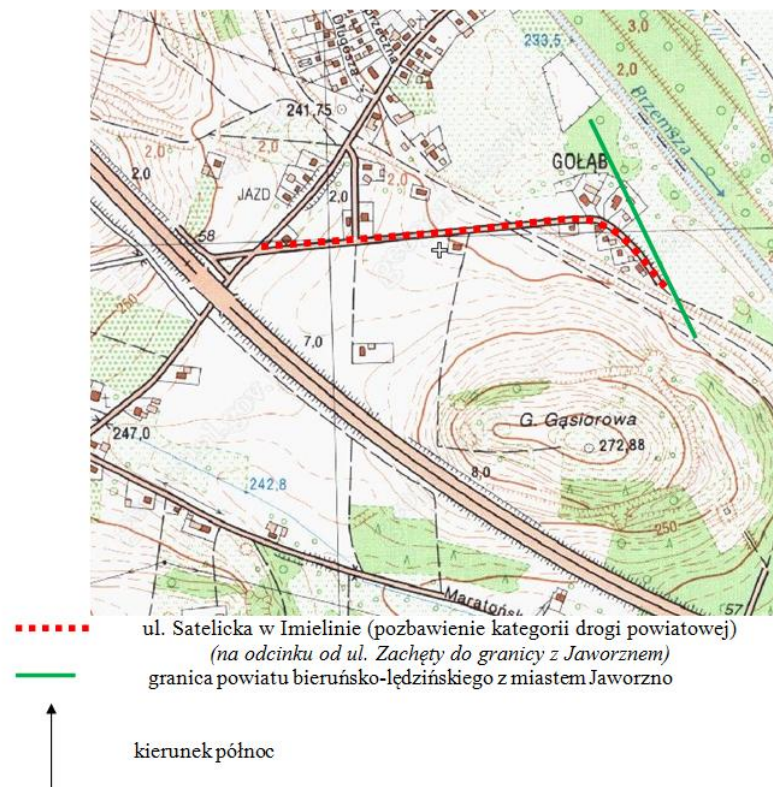 Długosza
rzeczna
233,5
3,0
2,0
241,75
2,0
Przemsza
2,0
2,0
GOŁĄB
JAZD
2,0
58
250
7,0
G. Gąsiorowa
272,88
247,0
242,8
8,0
250
Maratońsk
57
ul. Satelicka w Imielinie (pozbawienie kategorii drogi powiatowej)
(na odcinku od ul. Zachęty do granicy z Jaworznem)
granica powiatu bieruńsko-lędzińskiego z miastem Jaworzno
kierunek północ